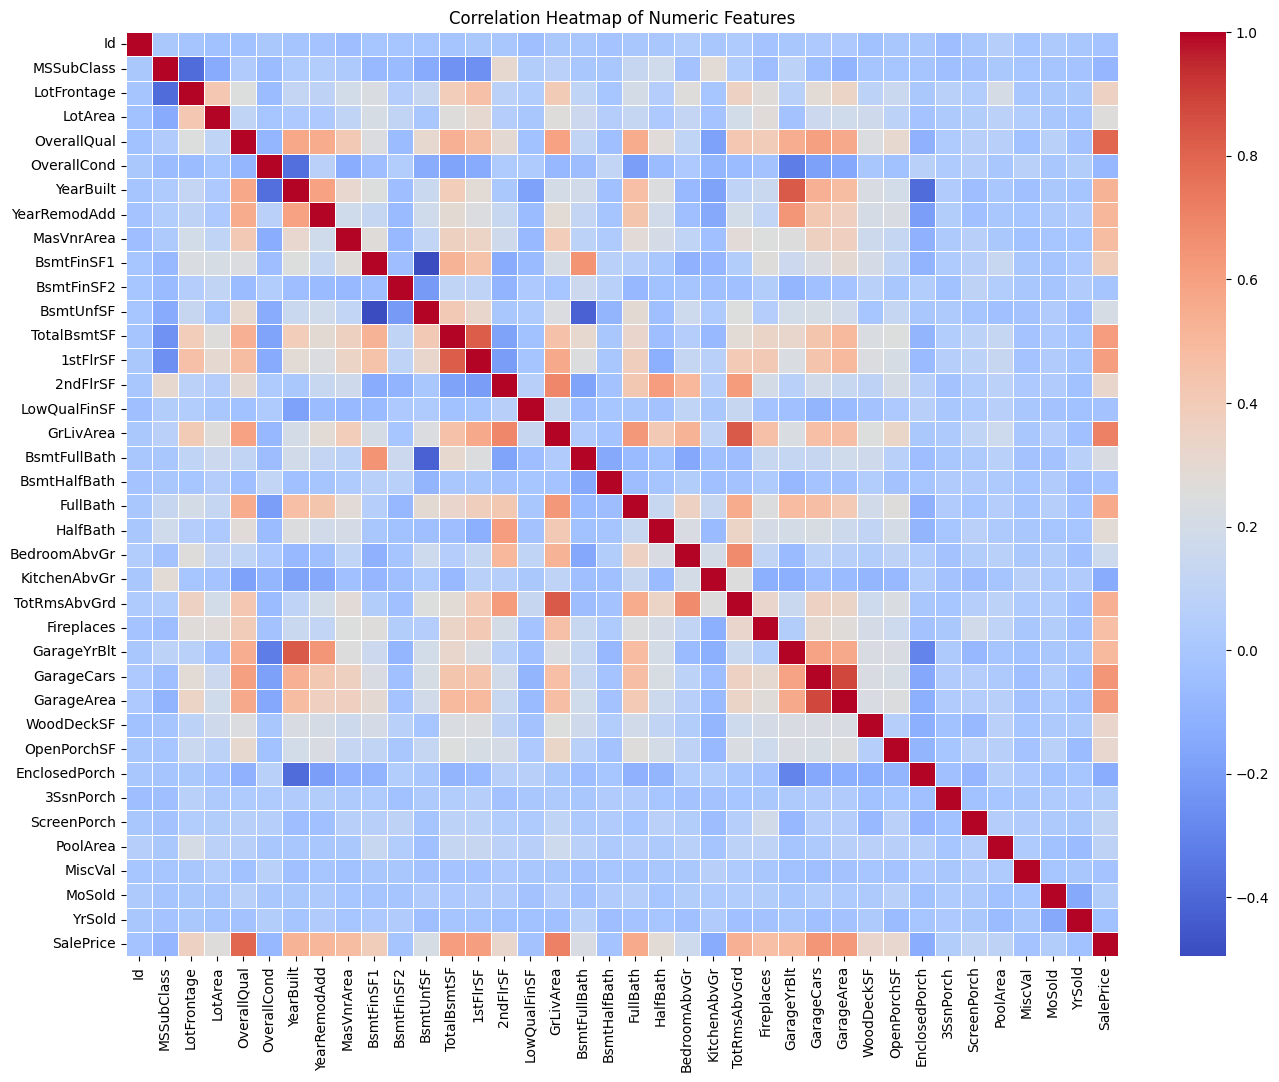 Correlation Heatmap of Numeric Features
Id
MSSubClass
LotFrontage
LotArea
OverallQual
OverallCond
YearBuilt
YearRemodAdd
MasVnrArea
BsmtFinSF1
BsmtFinSF2
BsmtUnfSF
TotalBsmtSF
1stFlrSF
2ndFlrSF
LowQualFinSF
GrLivArea
BsmtFullBath
BsmtHalfBath
FullBath
HalfBath
BedroomAbvGr
KitchenAbvGr
TotRmsAbvGrd
Fireplaces
GarageYrBlt
GarageCars
GarageArea
WoodDeckSF
OpenPorchSF
EnclosedPorch
3SsnPorch
ScreenPorch
PoolArea
MiscVal
MoSold
YrSold
SalePrice
Id
MSSubClass
LotFrontage
LotArea
OverallQual
OverallCond
YearBuilt
YearRemodAdd
MasVnrArea
BsmtFinSF1
BsmtFinSF2
BsmtUnfSF
TotalBsmtSF
1stFlrSF
2ndFlrSF
LowQualFinSF
GrLivArea
BsmtFullBath
BsmtHalfBath
FullBath
HalfBath
BedroomAbvGr
KitchenAbvGr
TotRmsAbvGrd
Fireplaces
GarageYrBlt
GarageCars
GarageArea
WoodDeckSF
OpenPorchSF
EnclosedPorch
3SsnPorch
ScreenPorch
PoolArea
MiscVal
MoSold
YrSold
SalePrice
1.0
0.8
0.6
0.4
0.2
0.0
−0.2
−0.4